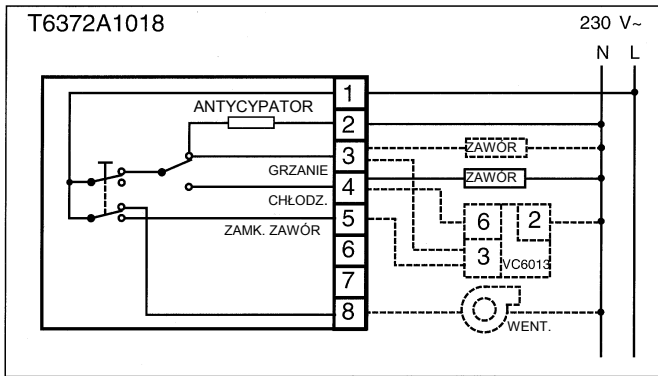 T6372A1018
230 V~
N L
1
ANTYCYPATOR
2
3
ZAWÓR
GRZANIE
4
ZAWÓR
CHŁODZ.
5
6 2
ZAMK. ZAWÓR
6
3 VC6013
7
8
WENT.